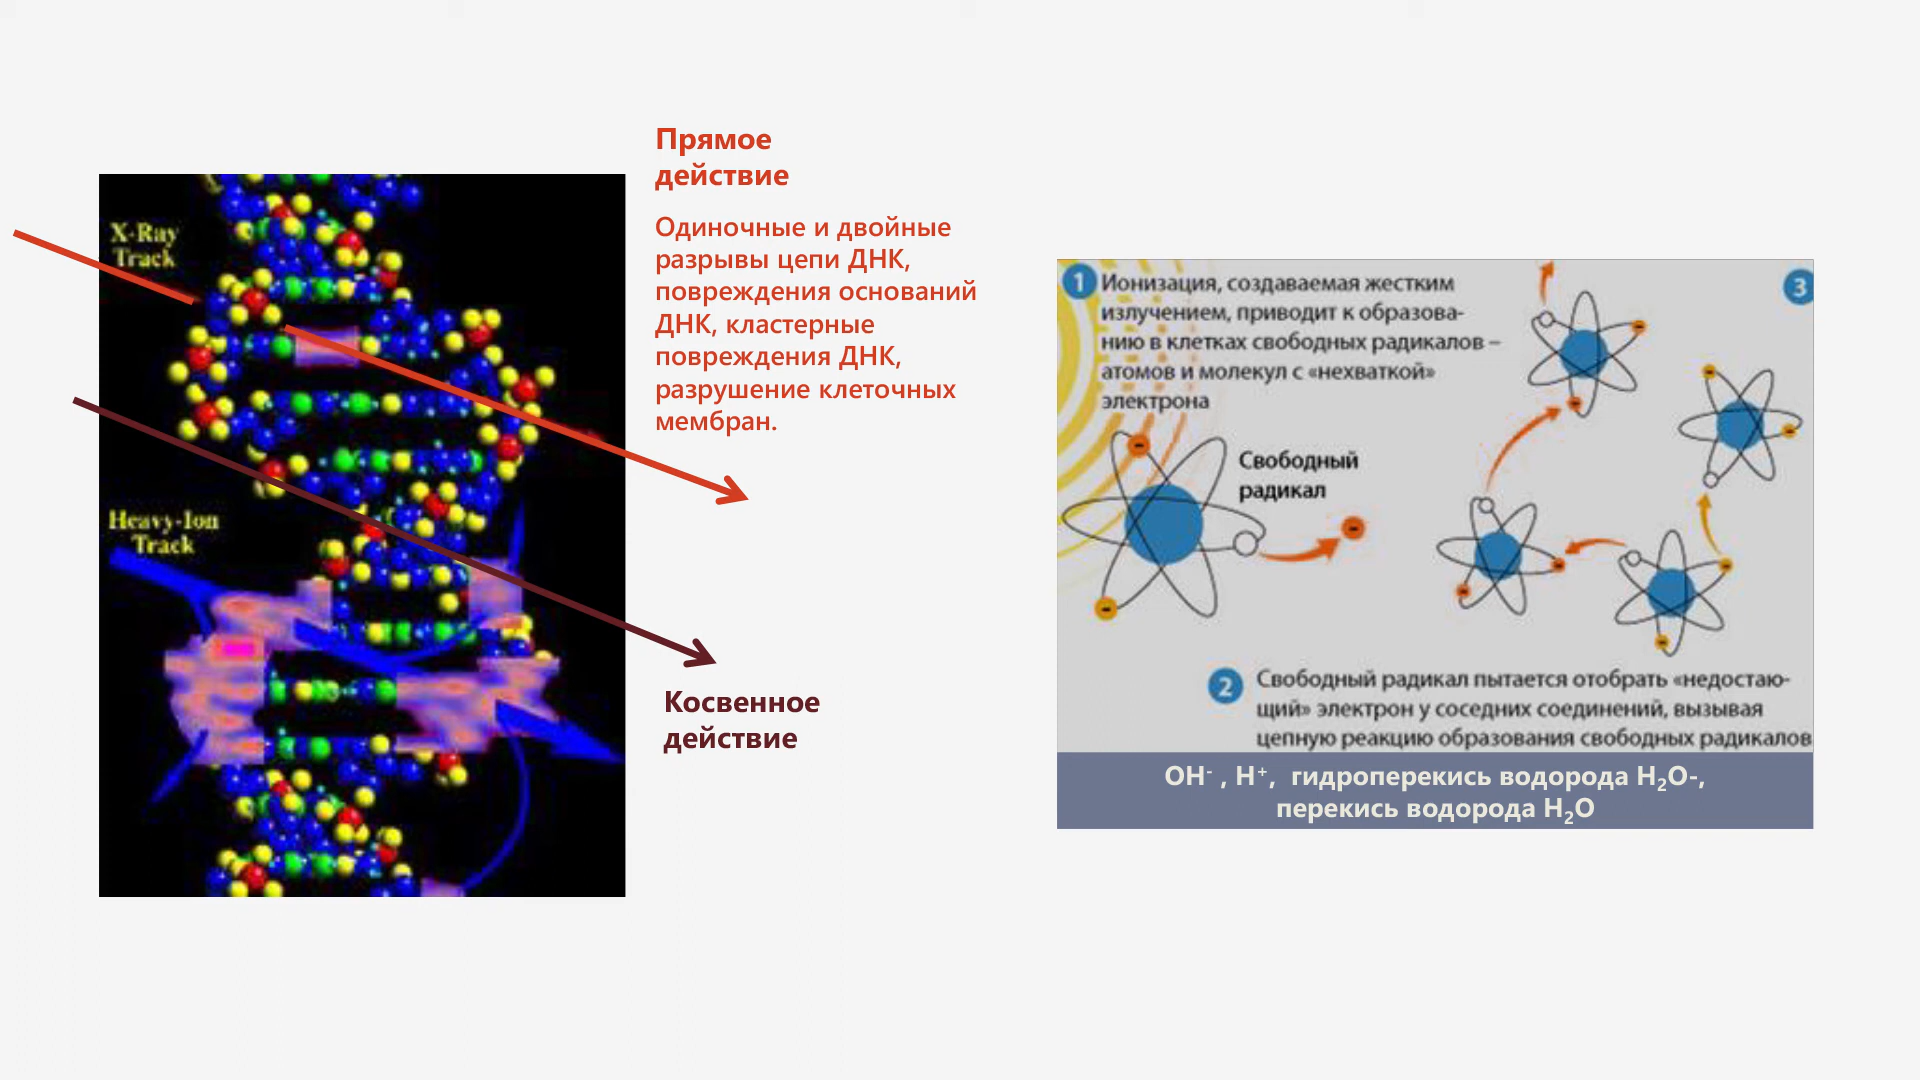 Прямое
действие
Одиночные и двойные
разрывы цепи ДНК,
повреждения оснований
ДНК, кластерные
повреждения ДНК,
разрушение клеточных
мембран.
X-Ray
Track
Heavy-Ion
Track
Косвенное
действие
1 Ионизация, создаваемая жестким
излучением, приводит к образова-
нию в клетках свободных радикалов –
атомов и молекул с «нехваткой»
электрона
3
Свободный
радикал
2 Свободный радикал пытается отобрать «недостаю-
щий» электрон у соседних соединений, вызывая
цепную реакцию образования свободных радикалов
OH⁻ , H⁺, гидроперекись водорода H₂O-,
перекись водорода H₂O